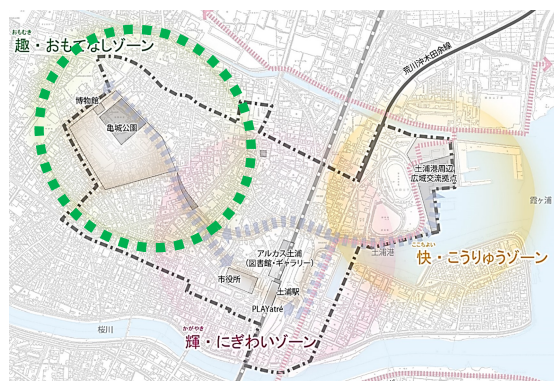 おもむき
趣・おもてなしゾーン
荒川沖木田余線
博物館
亀城公園
土浦港周辺
広域交流拠点
霞ヶ浦
ここちよい
土浦港
快・こうりゅうゾーン
アルカス土浦
(図書館・ギャラリー)
市役所
土浦駅
PLAYatré
かがやき
桜川
輝・にぎわいゾーン